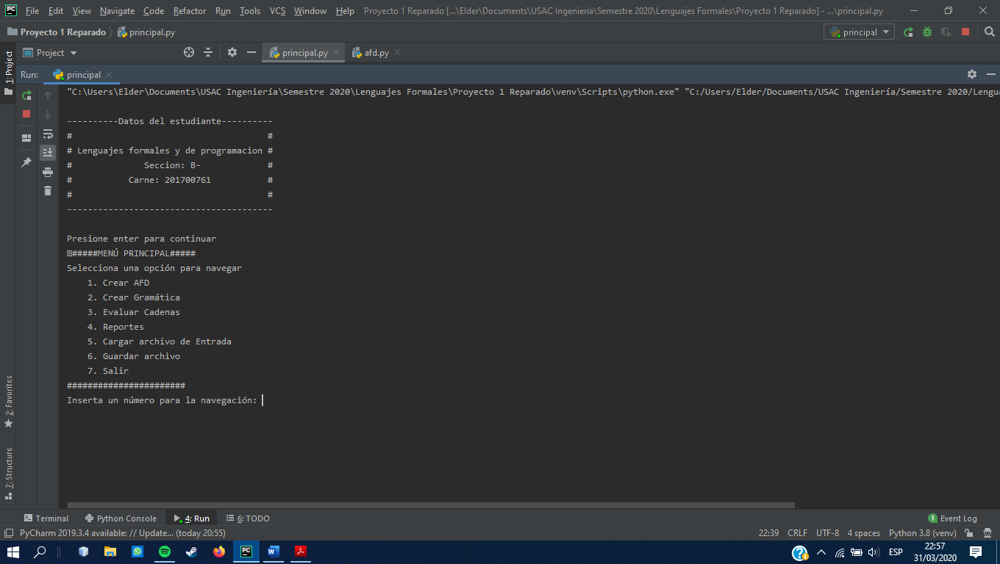 File Edit View Navigate Code Refactor Run Tools VCS Window Help Proyecto 1 Reparado [...\Elder\Documents\USAC Ingeniería\Semestre 2020\Lenguajes Formales\Proyecto 1 Reparado] - ...\principal.py
Proyecto 1 Reparado principal.py principal
Project principal.py afd.py
1: Project
Run: principal
"C:\Users\Elder\Documents\USAC Ingeniería\Semestre 2020\Lenguajes Formales\Proyecto 1 Reparado\venv\Scripts\python.exe" "C:/Users/Elder/Documents/USAC Ingeniería/Semestre 2020/Lengua
----------Datos del estudiante----------
# #
# Lenguajes formales y de programacion #
# Seccion: B- #
# Carne: 201700761 #
# #
----------------------------------------
Presione enter para continuar
#####MENÚ PRINCIPAL#####
Selecciona una opción para navegar
1. Crear AFD
2. Crear Gramática
3. Evaluar Cadenas
4. Reportes
5. Cargar archivo de Entrada
6. Guardar archivo
7. Salir
#######################
Inserta un número para la navegación:
2: Favorites
7: Structure
Terminal Python Console 4: Run 6: TODO 1 Event Log
PyCharm 2019.3.4 available: // Update... (today 20:55) 22:39 CRLF UTF-8 4 spaces Python 3.8 (venv)
PC W ESP 22:57
31/03/2020